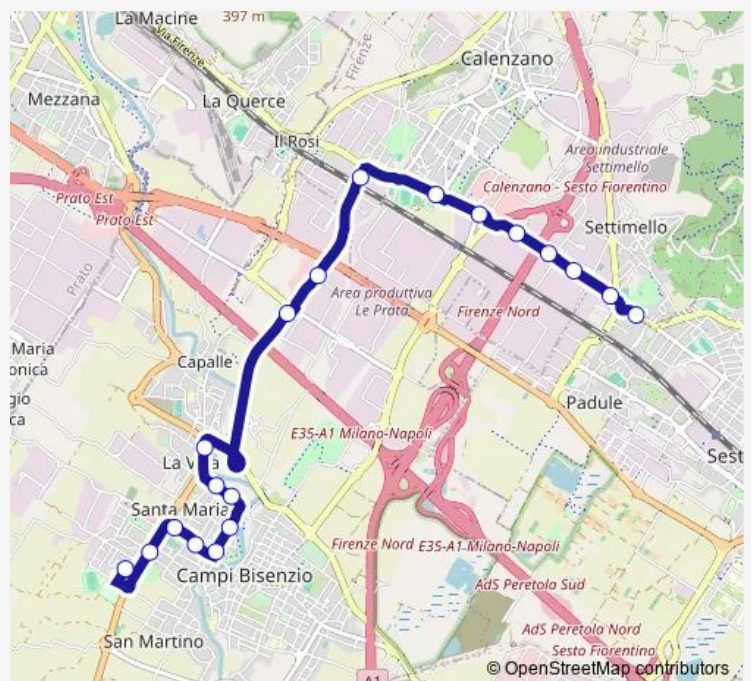 La Macine
397 m
Via Firenze
Firenze
Calenzano
Mezzana
La Querce
Il Rosi
Area industriale
Settimello
Calenzano - Sesto Fiorentino
Prato Est
Prato Est
Settimello
Prato
Area produttiva
Le Prata
Firenze Nord
Maria
onica
gio
ca
Capalle
Padule
E35-A1 Milano-Napoli
La V
Sest
Santa Maria
Firenze Nord
E35-A1 Milano-Napoli
Campi Bisenzio
AdS Peretola Sud
AdS Peretola Nord
San Martino
Sesto Fiorentino
A1
© OpenStreetMap contributors